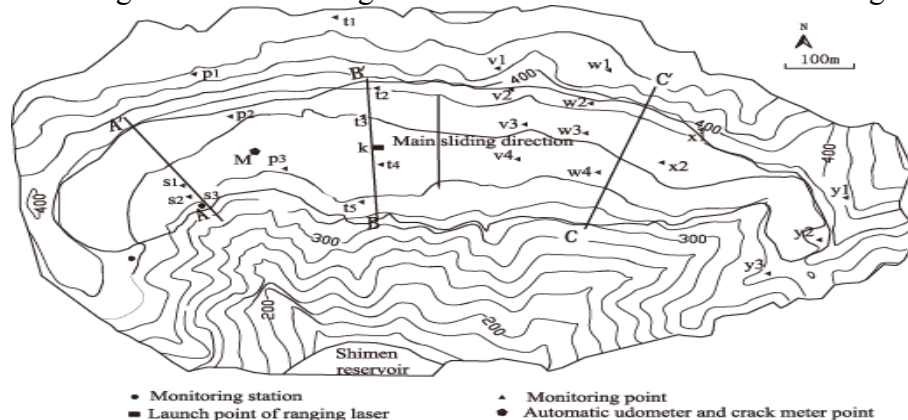 N
100m
t1
p1
B'
v1
w1
C'
400
t2
v2
w2
A'
p2
t3
v3
w3
x1
400
400
k
Main sliding direction
M
p3
t4
v4
w4
x2
s1
s2
s3
y1
400
A
t5
B
C
y2
300
300
y3
200
200
Shimen
reservoir
Monitoring station
Monitoring point
Launch point of ranging laser
Automatic udometer and crack meter point